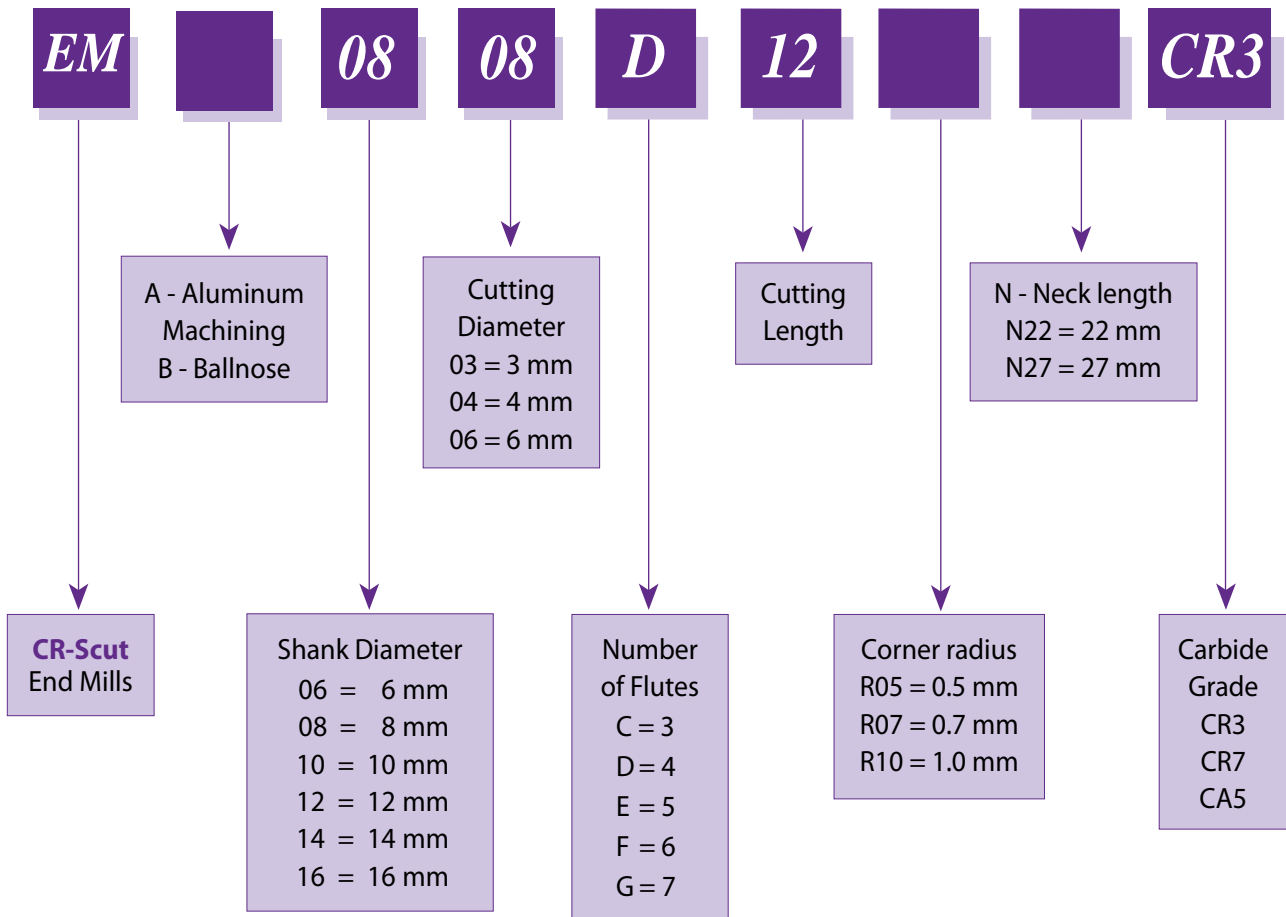 EM 08 08 D 12 CR3
A - Aluminum
Machining
B - Ballnose
Cutting
Diameter
03 = 3 mm
04 = 4 mm
06 = 6 mm
Cutting
Length
N - Neck length
N22 = 22 mm
N27 = 27 mm
CR-Scut
End Mills
Shank Diameter
06 = 6 mm
08 = 8 mm
10 = 10 mm
12 = 12 mm
14 = 14 mm
16 = 16 mm
Number
of Flutes
C = 3
D = 4
E = 5
F = 6
G = 7
Corner radius
R05 = 0.5 mm
R07 = 0.7 mm
R10 = 1.0 mm
Carbide
Grade
CR3
CR7
CA5